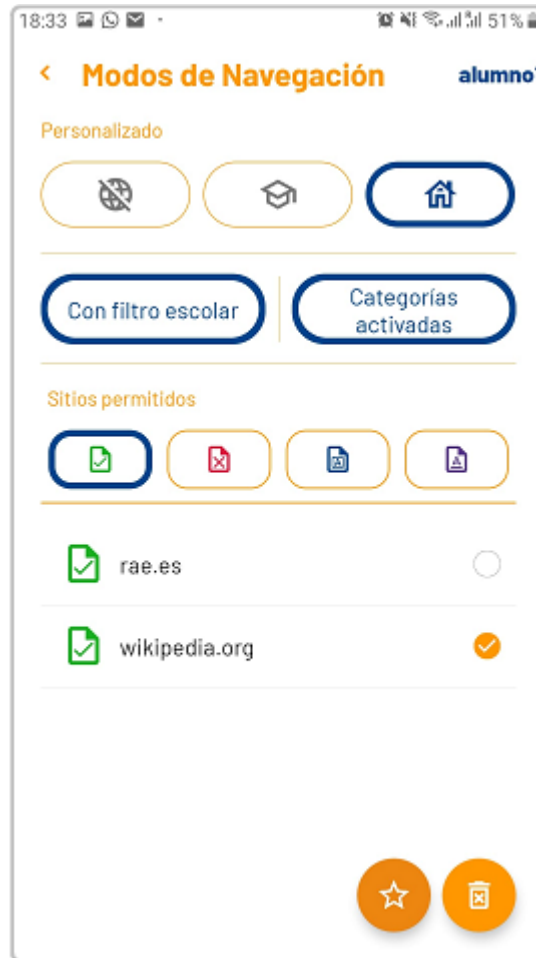 18:33 51%
Modos de Navegación alumno
Personalizado
Con filtro escolar
Categorías
activadas
Sitios permitidos
rae.es
wikipedia.org